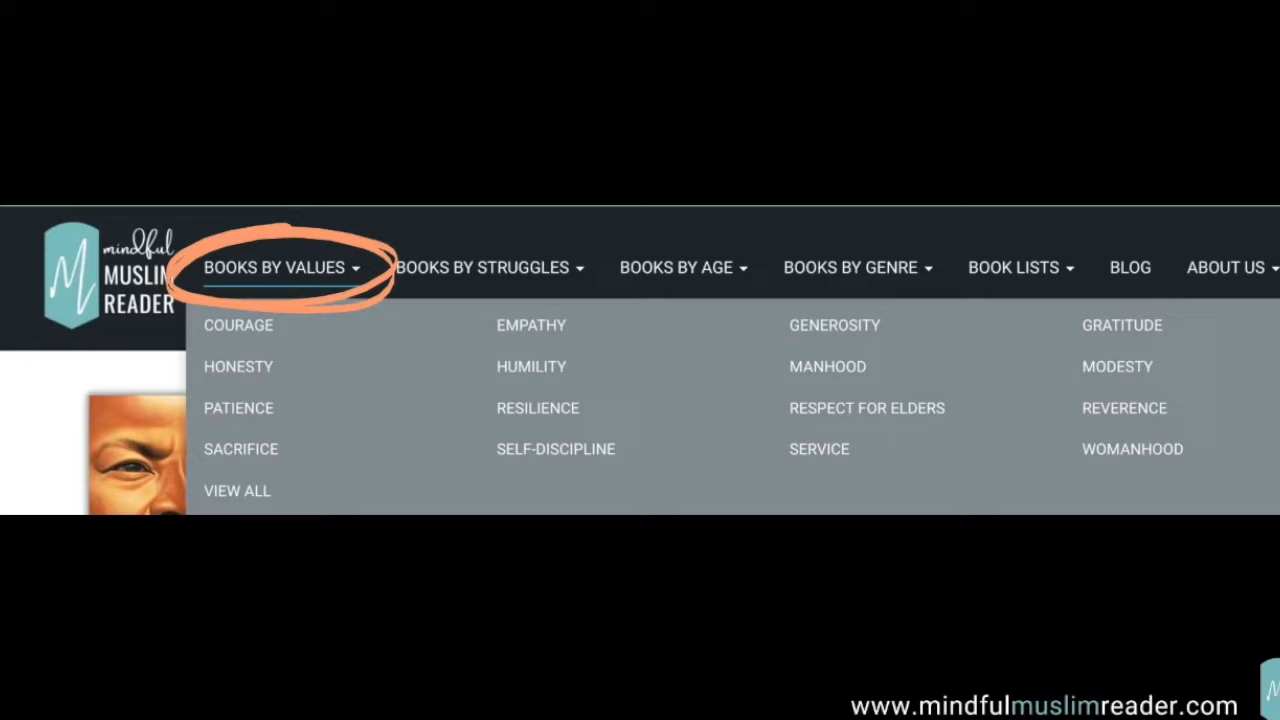 mindful
MUSLIM
READER
BOOKS BY VALUES BOOKS BY STRUGGLES BOOKS BY AGE BOOKS BY GENRE BOOK LISTS BLOG ABOUT US
COURAGE EMPATHY GENEROSITY GRATITUDE
HONESTY HUMILITY MANHOOD MODESTY
PATIENCE RESILIENCE RESPECT FOR ELDERS REVERENCE
SACRIFICE SELF-DISCIPLINE SERVICE WOMANHOOD
VIEW ALL
www.mindfulmuslimreader.com